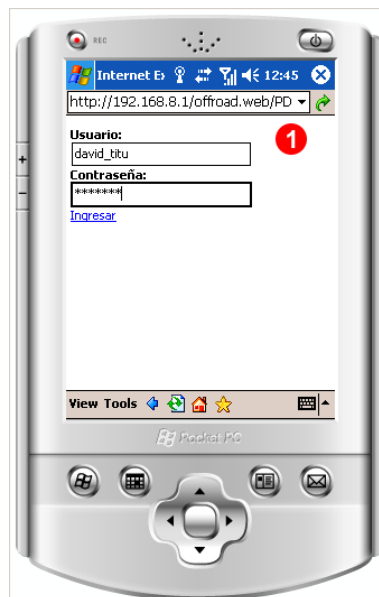 REC
Internet E
12:45
http://192.168.8.1/offroad.web/PD
1
Usuario:
david_titu
Contraseña:
*******
Ingresar
View Tools
Pocket PC